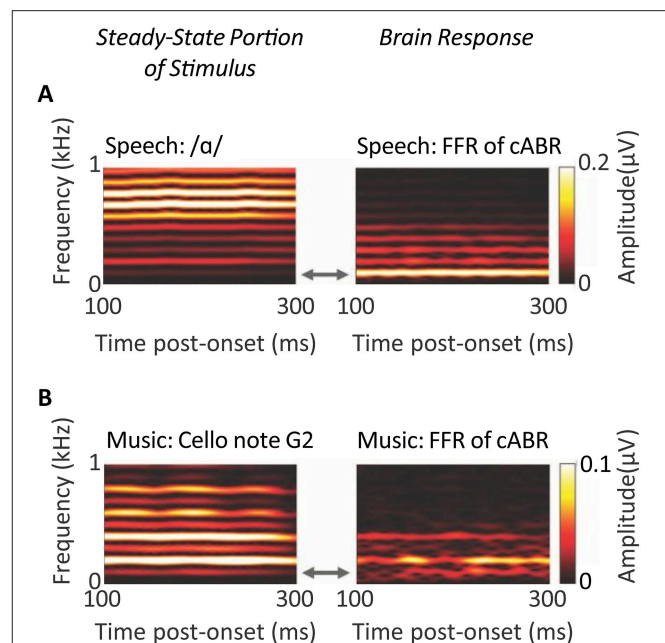 Steady-State Portion
of Stimulus
Brain Response
A
Speech: /ɑ/
Speech: FFR of cABR
Frequency (kHz)
1
0
100
300
Time post-onset (ms)
100
300
Time post-onset (ms)
0.2
0
Amplitude(μV)
B
Music: Cello note G2
Music: FFR of cABR
Frequency (kHz)
1
0
100
300
Time post-onset (ms)
100
300
Time post-onset (ms)
0.1
0
Amplitude(μV)